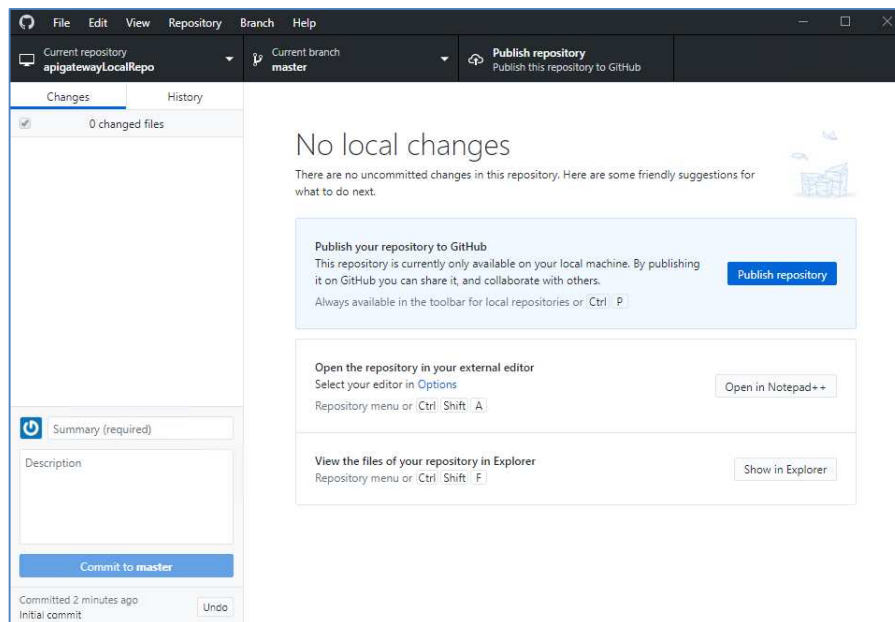 File Edit View Repository Branch Help
Current repository
apigatewayLocalRepo
Current branch
master
Publish repository
Publish this repository to GitHub
Changes History
0 changed files
No local changes
There are no uncommitted changes in this repository. Here are some friendly suggestions for
what to do next.
Publish your repository to GitHub
This repository is currently only available on your local machine. By publishing
it on GitHub you can share it, and collaborate with others.
Always available in the toolbar for local repositories or Ctrl P
Publish repository
Open the repository in your external editor
Select your editor in Options
Repository menu or Ctrl Shift A
Open in Notepad++
View the files of your repository in Explorer
Repository menu or Ctrl Shift F
Show in Explorer
Summary (required)
Description
Commit to master
Committed 2 minutes ago
Initial commit
Undo